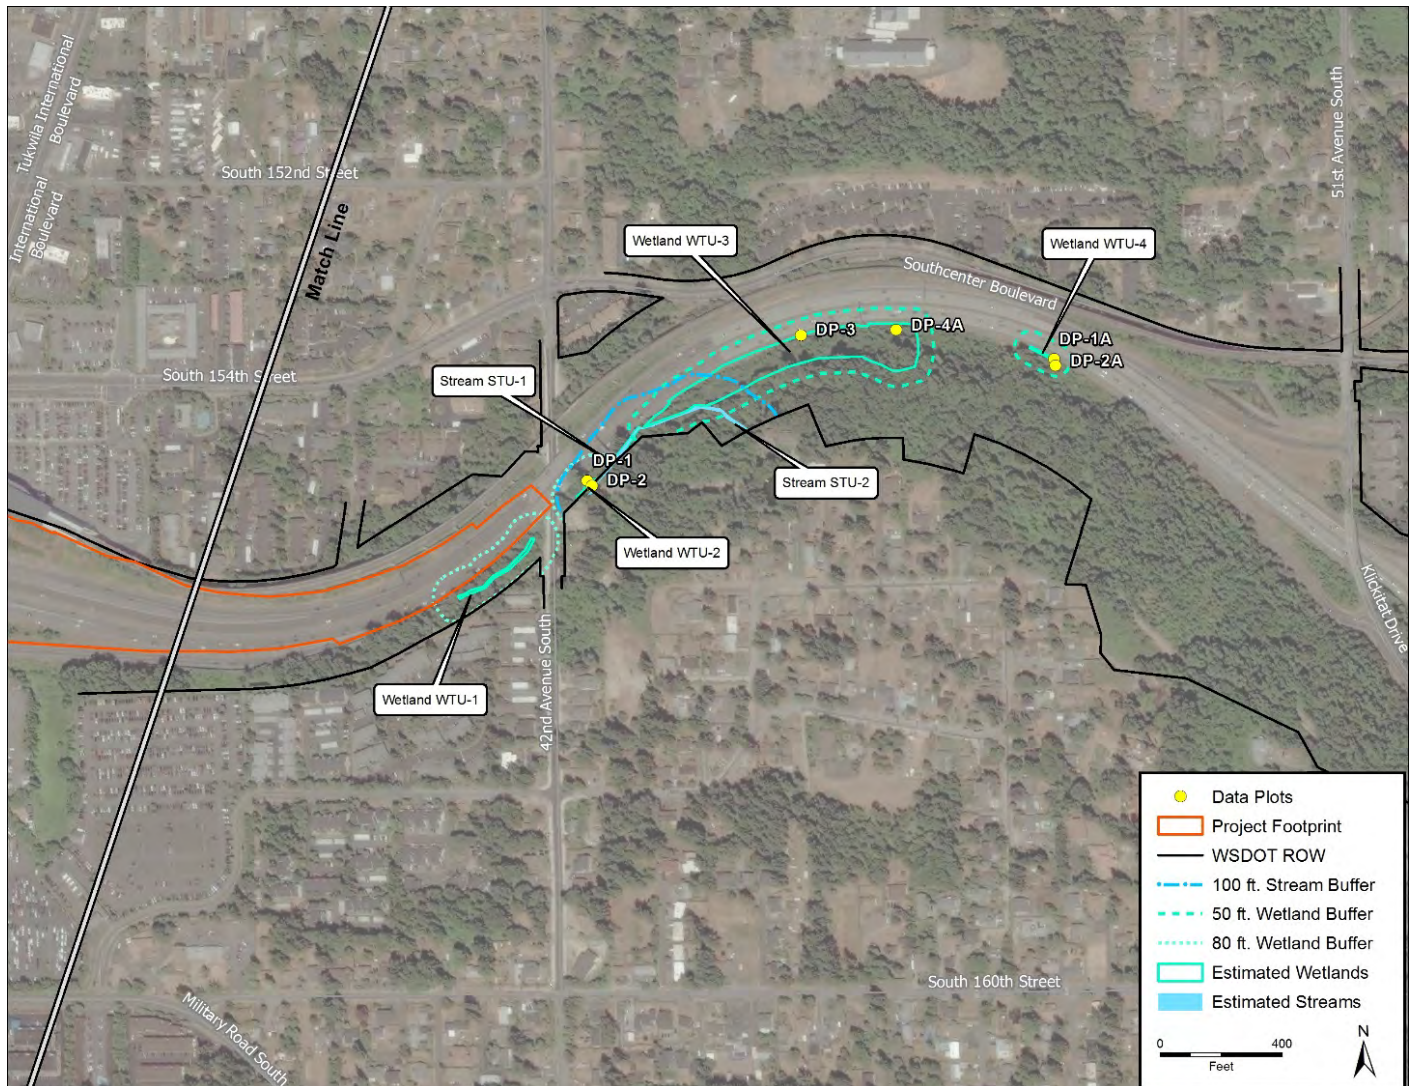 Tukwila International
Boulevard
International
Boulevard
South 152nd Street
Match Line
51st Avenue South
Wetland WTU-3
Wetland WTU-4
Southcenter Boulevard
DP-3
DP-4A
DP-1A
DP-2A
South 154th Street
Stream STU-1
DP-1
DP-2
Stream STU-2
Wetland WTU-2
Klickitat Drive
42nd Avenue South
Wetland WTU-1
South 160th Street
Military Road South
Data Plots
Project Footprint
WSDOT ROW
100 ft. Stream Buffer
50 ft. Wetland Buffer
80 ft. Wetland Buffer
Estimated Wetlands
Estimated Streams
N
0 400
Feet